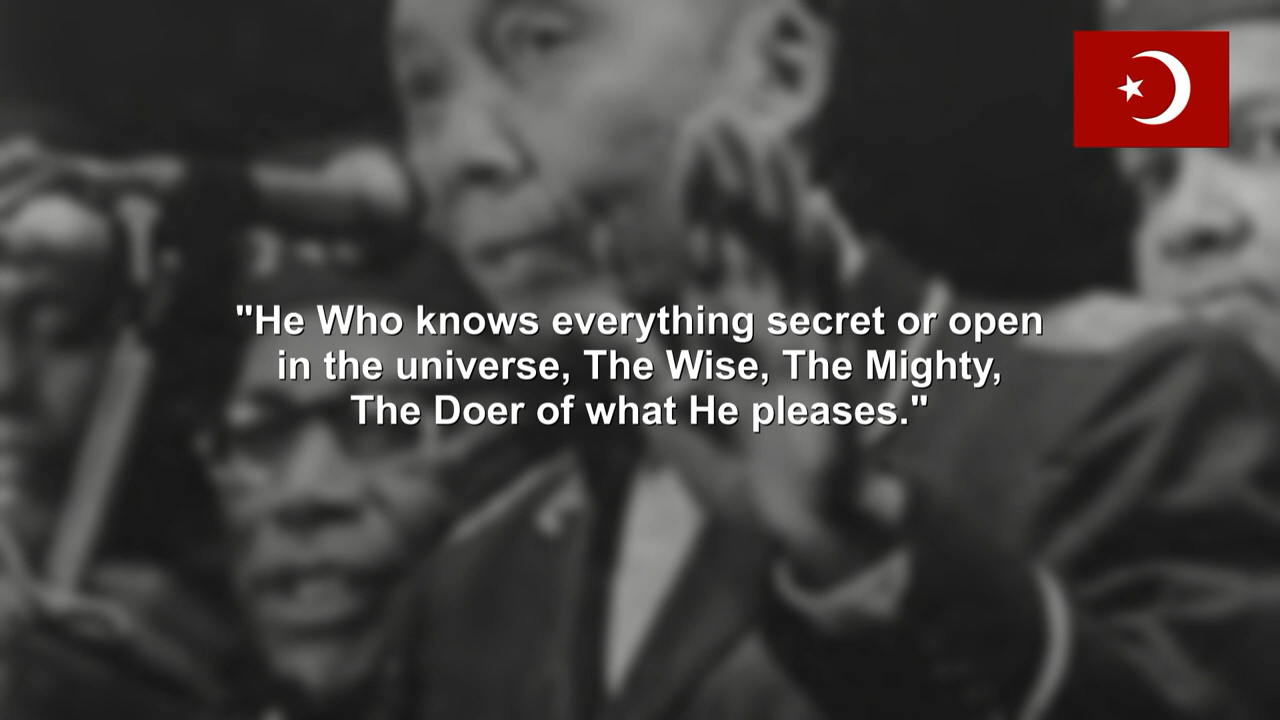 "He Who knows everything secret or open
in the universe, The Wise, The Mighty,
The Doer of what He pleases."